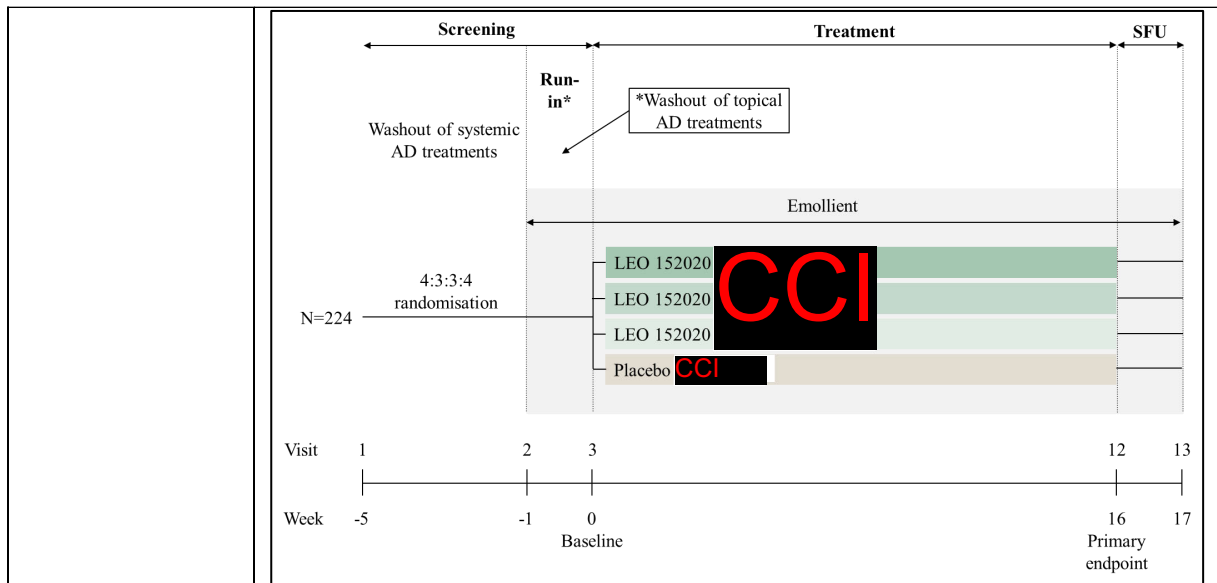 Screening Treatment SFU
Run-
in*
*Washout of topical
AD treatments
Washout of systemic
AD treatments
Emollient
LEO 152020 CCI
4:3:3:4
randomisation
LEO 152020
N=224
LEO 152020
Placebo CCI
Visit 1 2 3 12 13
Week -5 -1 0 16 17
Baseline Primary
endpoint